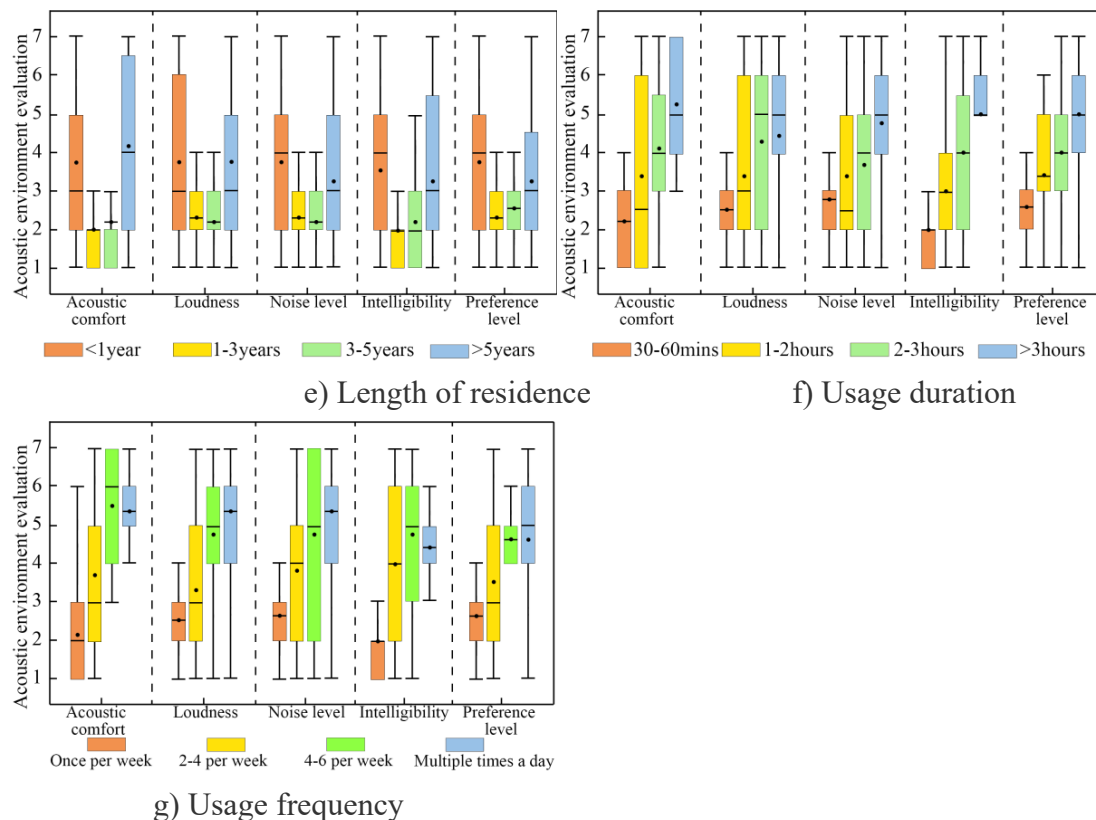 Acoustic environment evaluation
7
6
5
4
3
2
1
Acoustic comfort
Loudness
Noise level
Intelligibility
Preference level
<1year
1-3years
3-5years
>5years
e) Length of residence
Acoustic environment evaluation
7
6
5
4
3
2
1
Acoustic comfort
Loudness
Noise level
Intelligibility
Preference level
30-60mins
1-2hours
2-3hours
>3hours
f) Usage duration
Acoustic environment evaluation
7
6
5
4
3
2
1
Acoustic comfort
Loudness
Noise level
Intelligibility
Preference level
Once per week
2-4 per week
4-6 per week
Multiple times a day
g) Usage frequency